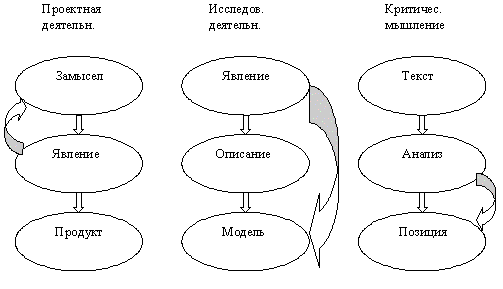 Проектная
деятельн.
Исследов.
деятельн.
Критичес.
мышление
Замысел
Явление
Текст
Явление
Описание
Анализ
Продукт
Модель
Позиция